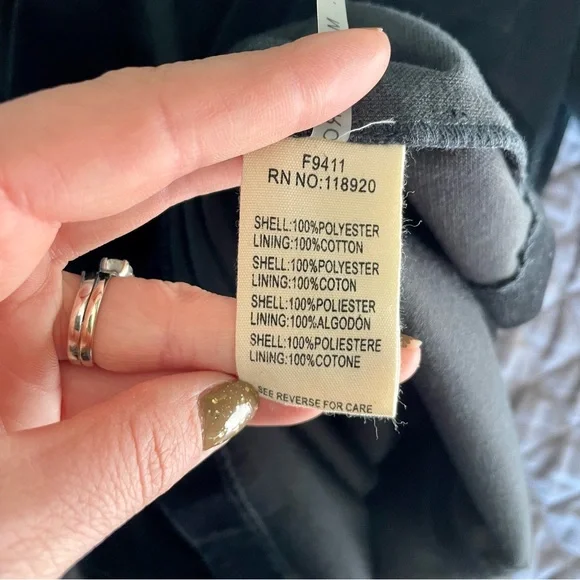 F9411
RN NO:118920
SHELL:100%POLYESTER
LINING:100%COTTON
SHELL:100%POLYESTER
LINING:100%COTON
SHELL:100%POLIESTER
LINING:100%ALGODÓN
SHELL:100%POLIESTERE
LINING:100%COTONE
SEE REVERSE FOR CARE